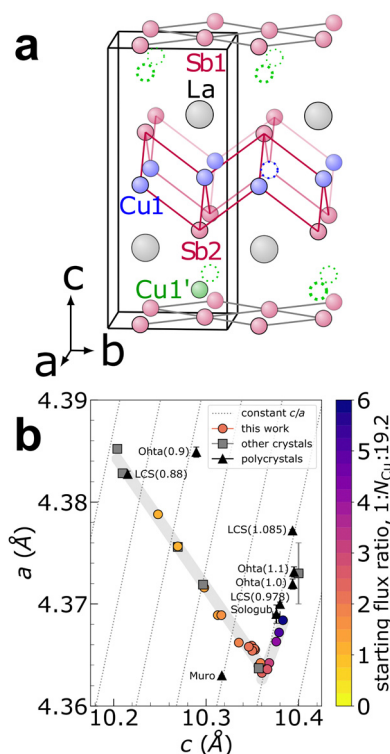 a
Sb1
La
Cu1
Sb2
Cu1'
c
a
b
b
4.39
4.38
4.37
4.36
a (Å)
10.2
10.3
10.4
c (Å)
constant c/a
this work
other crystals
polycrystals
Ohta(0.9)
LCS(0.88)
LCS(1.085)
Ohta(1.1)
Ohta(1.0)
LCS(0.978)
Sologub
Muro
6
5
4
3
2
1
0
starting flux ratio, 1:NCu:19.2